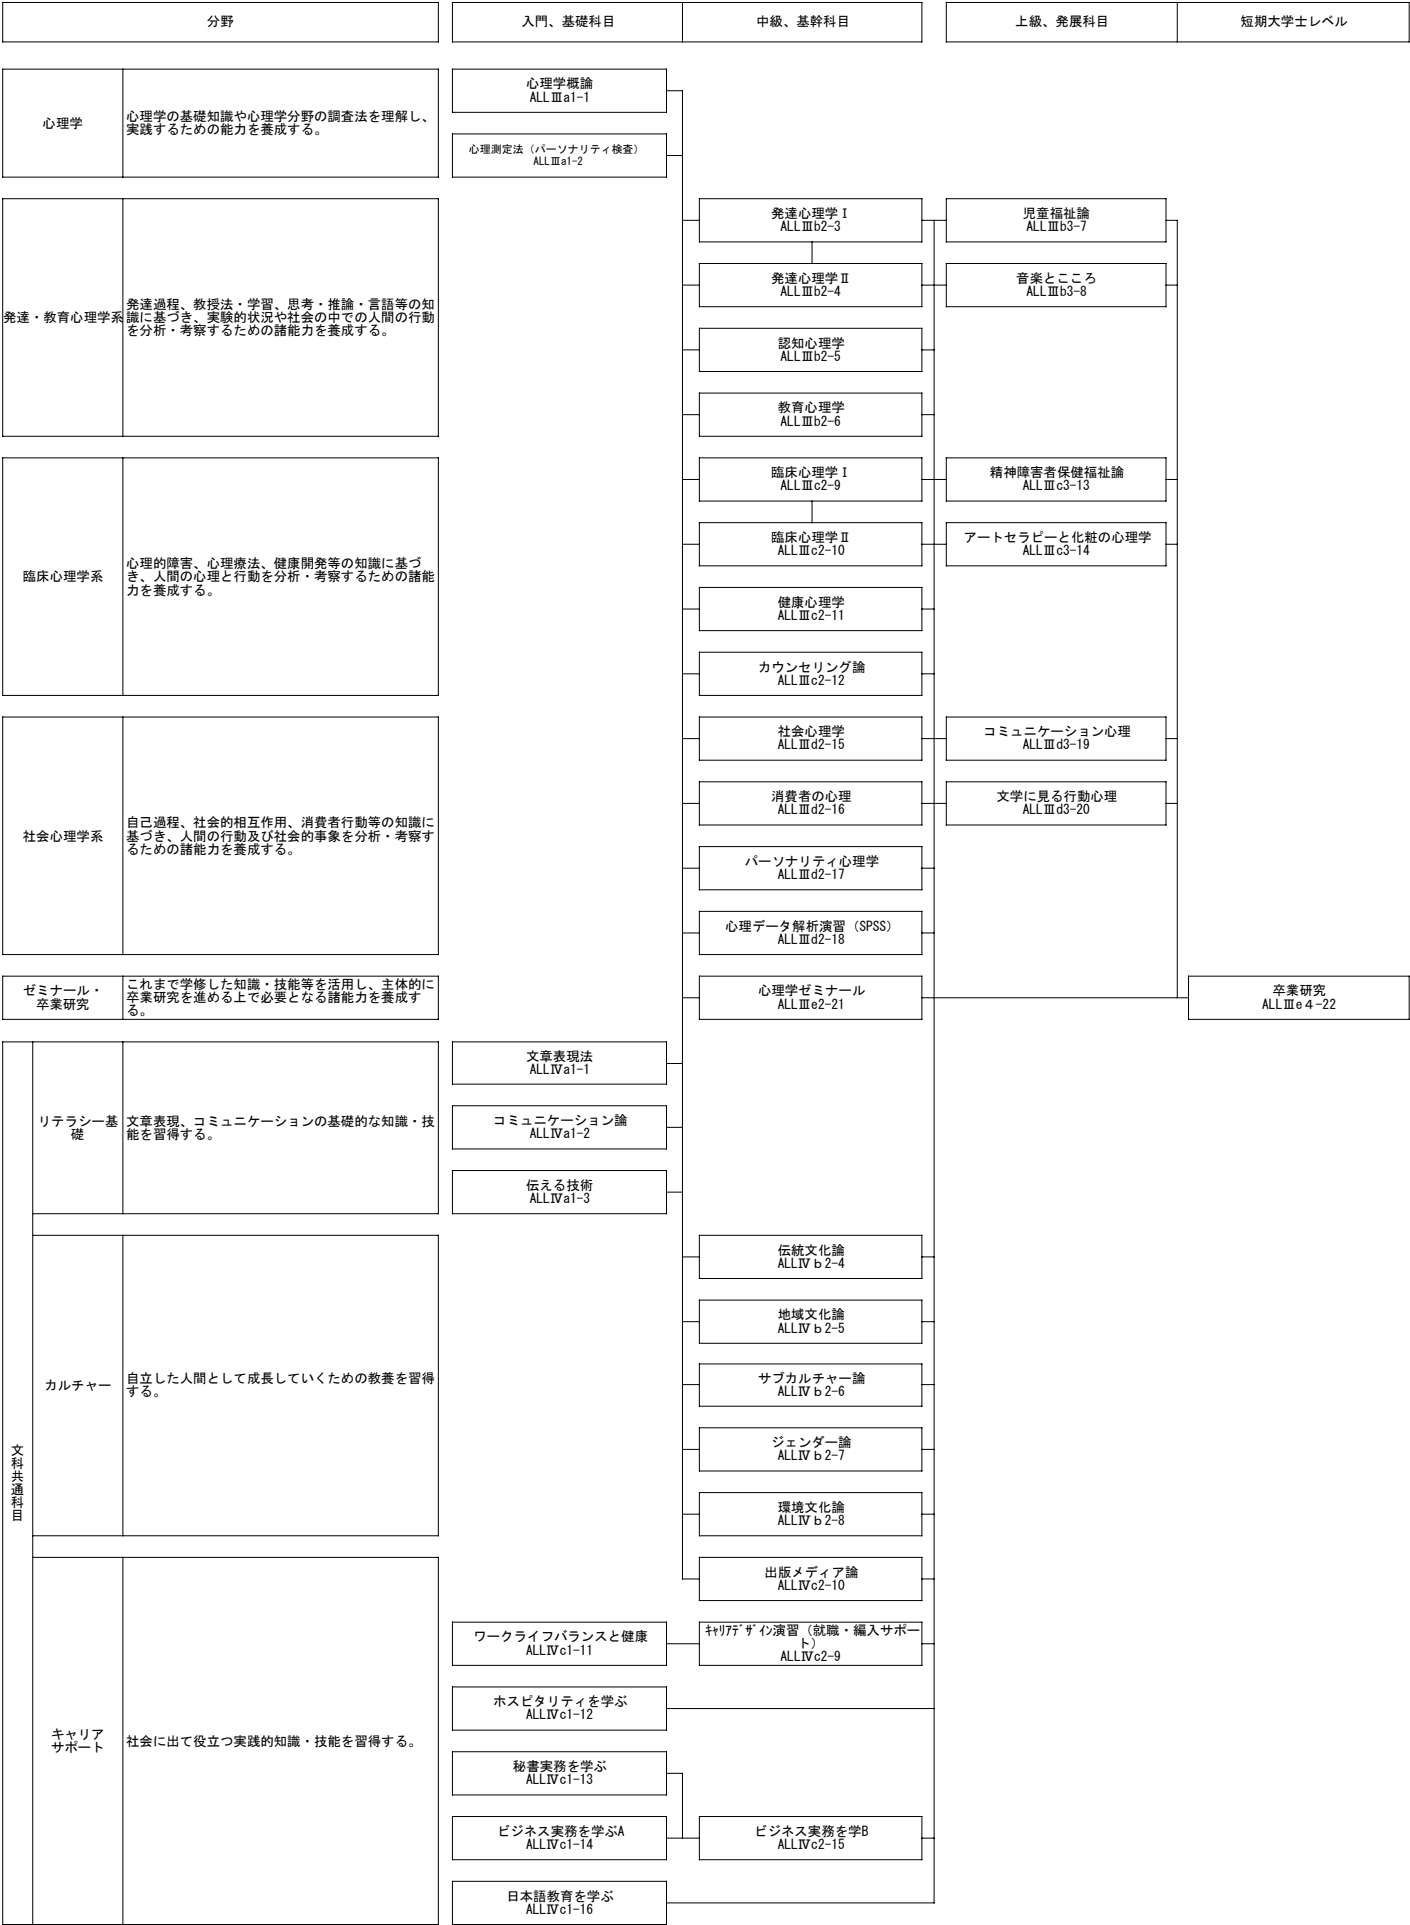 分野
入門、基礎科目
中級、基幹科目
上級、発展科目
短期大学士レベル
心理学
心理学の基礎知識や心理学分野の調査法を理解し、
実践するための能力を養成する。
心理学概論
ALLⅢa1-1
心理測定法（パーソナリティ検査）
ALLⅢa1-2
発達・教育心理学系
発達過程、教授法・学習、思考・推論・言語等の知
識に基づき、実験的状況や社会の中での人間の行動
を分析・考察するための諸能力を養成する。
発達心理学Ⅰ
ALLⅢb2-3
児童福祉論
ALLⅢb3-7
発達心理学Ⅱ
ALLⅢb2-4
音楽とこころ
ALLⅢb3-8
認知心理学
ALLⅢb2-5
教育心理学
ALLⅢb2-6
臨床心理学系
心理的障害、心理療法、健康開発等の知識に基づ
き、人間の心理と行動を分析・考察するための諸能
力を養成する。
臨床心理学Ⅰ
ALLⅢc2-9
精神障害者保健福祉論
ALLⅢc3-13
臨床心理学Ⅱ
ALLⅢc2-10
アートセラピーと化粧の心理学
ALLⅢc3-14
健康心理学
ALLⅢc2-11
カウンセリング論
ALLⅢc2-12
社会心理学系
自己過程、社会的相互作用、消費者行動等の知識に
基づき、人間の行動及び社会的事象を分析・考察す
るための諸能力を養成する。
社会心理学
ALLⅢd2-15
コミュニケーション心理
ALLⅢd3-19
消費者の心理
ALLⅢd2-16
文学に見る行動心理
ALLⅢd3-20
パーソナリティ心理学
ALLⅢd2-17
心理データ解析演習（SPSS）
ALLⅢd2-18
ゼミナール・
卒業研究
これまで学修した知識・技能等を活用し、主体的に
卒業研究を進める上で必要となる諸能力を養成す
る。
心理学ゼミナール
ALLⅢe2-21
卒業研究
ALLⅢe４-22
文科共通科目
リテラシー基
礎
文章表現、コミュニケーションの基礎的な知識・技
能を習得する。
文章表現法
ALLⅣa1-1
コミュニケーション論
ALLⅣa1-2
伝える技術
ALLⅣa1-3
カルチャー
自立した人間として成長していくための教養を習得
する。
伝統文化論
ALLⅣｂ2-4
地域文化論
ALLⅣｂ2-5
サブカルチャー論
ALLⅣｂ2-6
ジェンダー論
ALLⅣｂ2-7
環境文化論
ALLⅣｂ2-8
キャリア
サポート
社会に出て役立つ実践的知識・技能を習得する。
出版メディア論
ALLⅣc2-10
ワークライフバランスと健康
ALLⅣc1-11
ｷｬﾘｱﾃﾞｻﾞｲﾝ演習（就職・編入サポー
ト）
ALLⅣc2-9
ホスピタリティを学ぶ
ALLⅣc1-12
秘書実務を学ぶ
ALLⅣc1-13
ビジネス実務を学ぶA
ALLⅣc1-14
ビジネス実務を学B
ALLⅣc2-15
日本語教育を学ぶ
ALLⅣc1-16